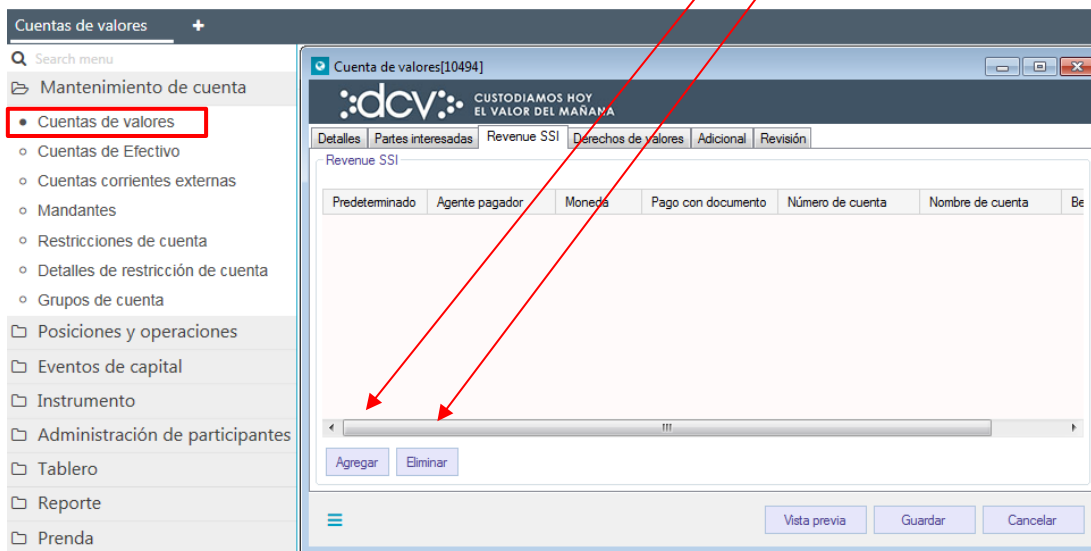 Cuentas de valores +
Search menu
Mantenimiento de cuenta
Cuentas de valores
Cuentas de Efectivo
Cuentas corrientes externas
Mandantes
Restricciones de cuenta
Detalles de restricción de cuenta
Grupos de cuenta
Posiciones y operaciones
Eventos de capital
Instrumento
Administración de participantes
Tablero
Reporte
Prenda
Cuenta de valores[10494]
dcv CUSTODIAMOS HOY
EL VALOR DEL MAÑANA
Detalles Partes interesadas Revenue SSI Derechos de valores Adicional Revisión
Revenue SSI
Predeterminado Agente pagador Moneda Pago con documento Número de cuenta Nombre de cuenta Be
Agregar Eliminar
Vista previa Guardar Cancelar